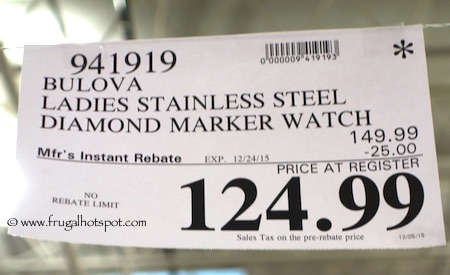 941919
0000009419193
*
BULOVA
LADIES STAINLESS STEEL
DIAMOND MARKER WATCH
149.99
Mfr's Instant Rebate EXP. 12/24/15 -25.00
PRICE AT REGISTER
NO
REBATE LIMIT
124.99
© www.frugalhotspot.com
Sales Tax on the pre-rebate price 12/05/15